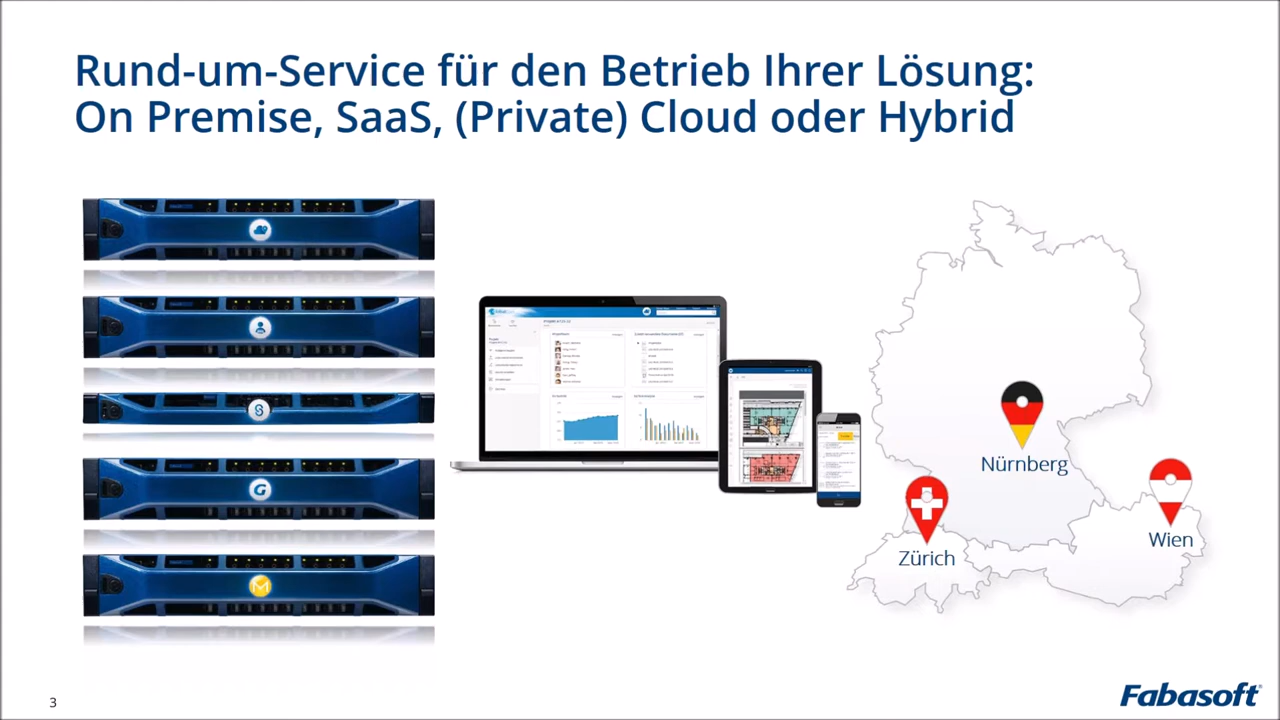 Rund-um-Service für den Betrieb Ihrer Lösung:
On Premise, SaaS, (Private) Cloud oder Hybrid
Nürnberg
Wien
Zürich
3
Fabasoft